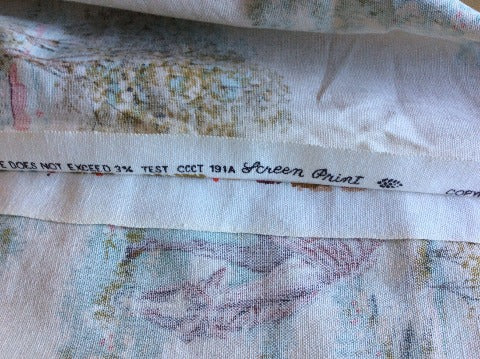 DOES NOT EXCEED 3% TEST CCCT 191A Screen Print